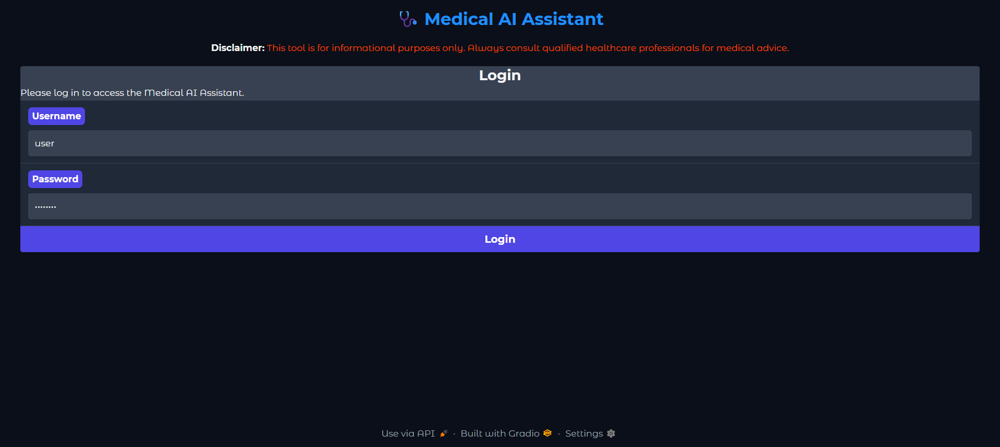 Medical AI Assistant
Disclaimer: This tool is for informational purposes only. Always consult qualified healthcare professionals for medical advice.
Login
Please log in to access the Medical AI Assistant.
Username
user
Password
········
Login
Use via API · Built with Gradio · Settings